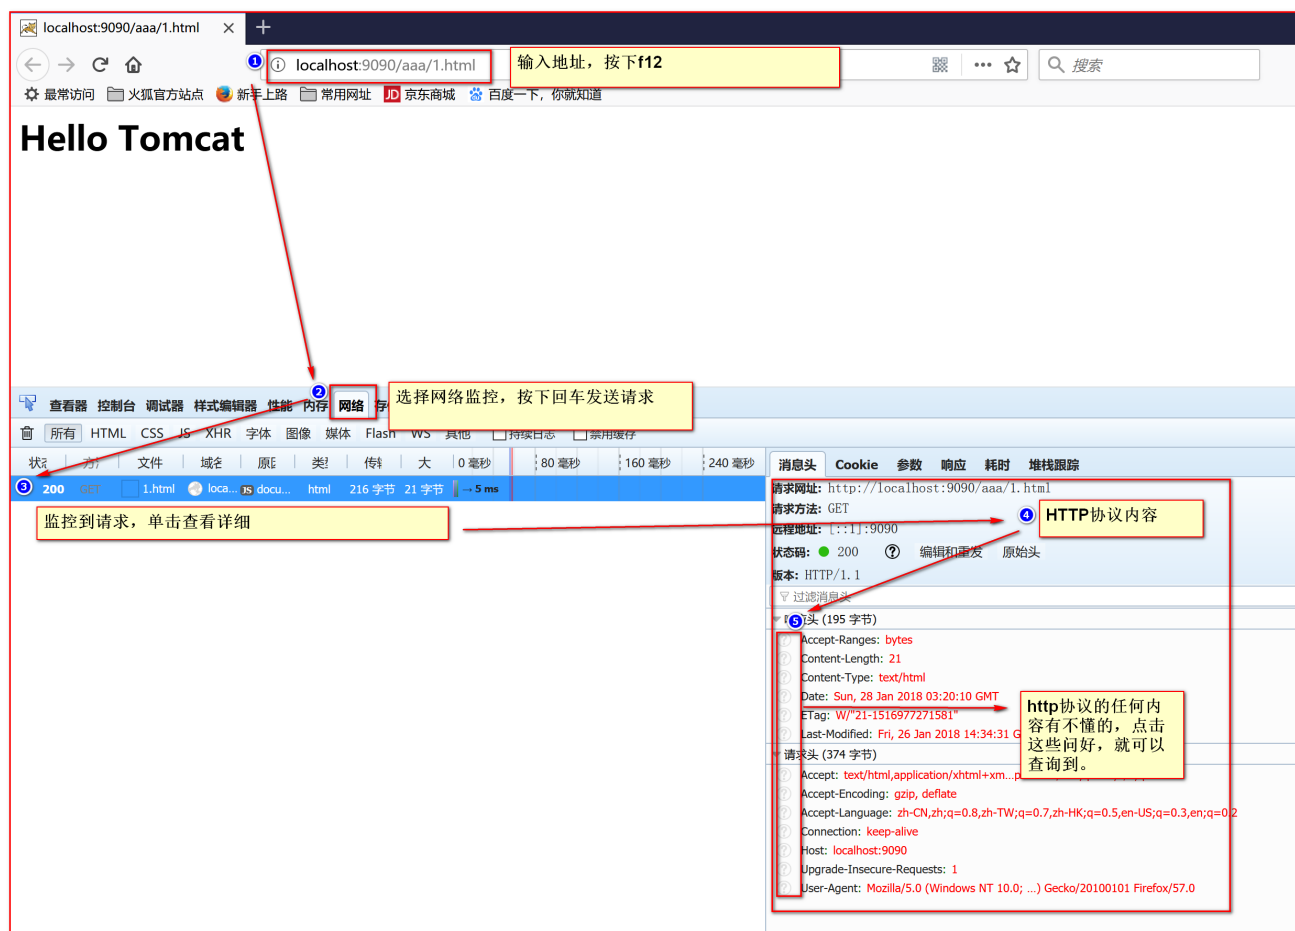 localhost:9090/aaa/1.html
1
localhost:9090/aaa/1.html
输入地址，按下f12
搜索
最常访问 火狐官方站点 新手上路 常用网址 JD 京东商城 百度一下，你就知道
Hello Tomcat
2
选择网络监控，按下回车发送请求
查看器 控制台 调试器 样式编辑器 性能 内存 网络
所有 HTML CSS JS XHR 字体 图像 媒体 Flash WS 其他 持续日志 禁用缓存
文件 0 毫秒 80 毫秒 160 毫秒 240 毫秒
3 200 GET 1.html loca... JS docu... html 216 字节 21 字节 → 5 ms
监控到请求，单击查看详细
消息头 Cookie 参数 响应 耗时 堆栈跟踪
请求网址: http://localhost:9090/aaa/1.html
请求方法: GET
远程地址: [::1]:9090
4 HTTP协议内容
状态码: 200 编辑和重发 原始头
版本: HTTP/1.1
过滤消息头
5 头 (195 字节)
Accept-Ranges: bytes
Content-Length: 21
Content-Type: text/html
Date: Sun, 28 Jan 2018 03:20:10 GMT
ETag: W/"21-1516977271581"
Last-Modified: Fri, 26 Jan 2018 14:34:31 G
http协议的任何内
容有不懂的，点击
这些问好，就可以
查询到。
请求头 (374 字节)
Accept: text/html,application/xhtml+xm...p
Accept-Encoding: gzip, deflate
Accept-Language: zh-CN,zh;q=0.8,zh-TW;q=0.7,zh-HK;q=0.5,en-US;q=0.3,en;q=0.2
Connection: keep-alive
Host: localhost:9090
Upgrade-Insecure-Requests: 1
User-Agent: Mozilla/5.0 (Windows NT 10.0; ...) Gecko/20100101 Firefox/57.0